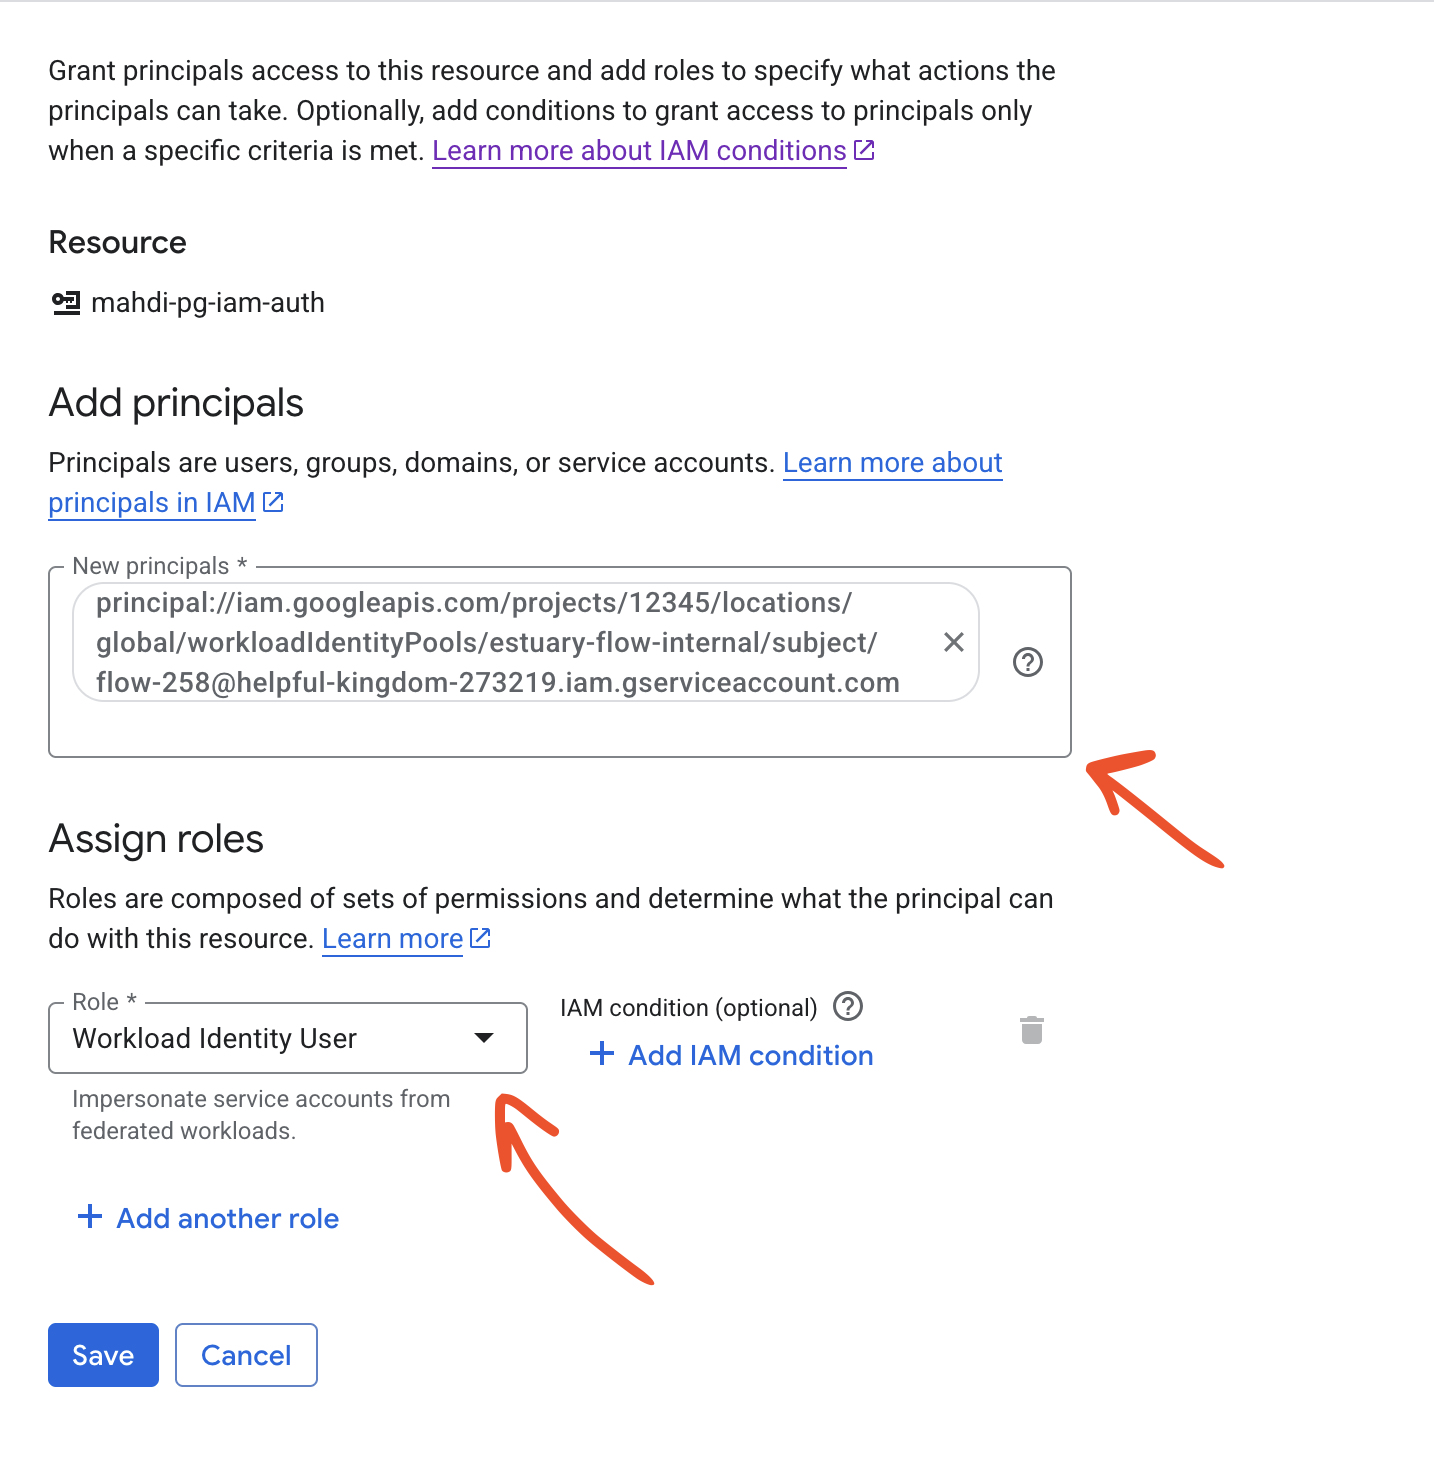 Grant principals access to this resource and add roles to specify what actions the
principals can take. Optionally, add conditions to grant access to principals only
when a specific criteria is met. Learn more about IAM conditions
Resource
mahdi-pg-iam-auth
Add principals
Principals are users, groups, domains, or service accounts. Learn more about
principals in IAM
New principals *
principal://iam.googleapis.com/projects/12345/locations/
global/workloadIdentityPools/estuary-flow-internal/subject/
flow-258@helpful-kingdom-273219.iam.gserviceaccount.com
Assign roles
Roles are composed of sets of permissions and determine what the principal can
do with this resource. Learn more
Role *
Workload Identity User
IAM condition (optional)
+ Add IAM condition
Impersonate service accounts from
federated workloads.
+ Add another role
Save
Cancel